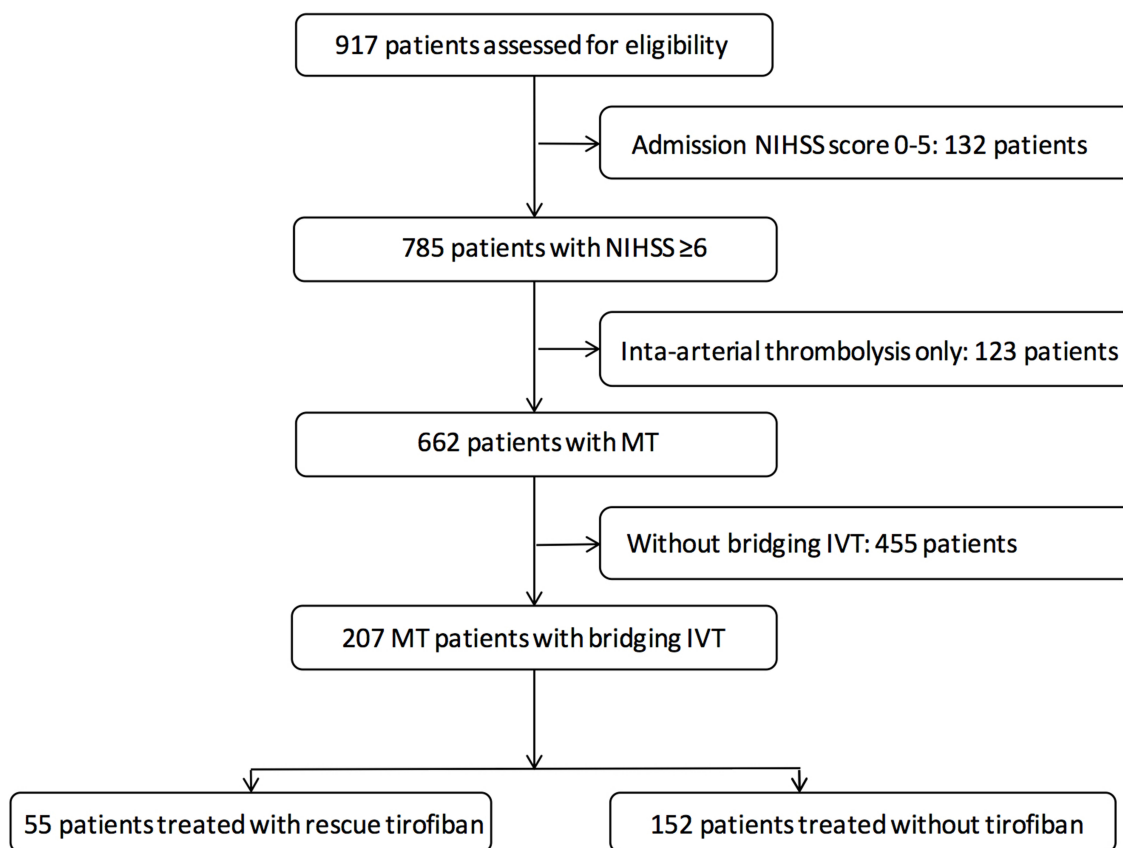 917 patients assessed for eligibility
Admission NIHSS score 0-5: 132 patients
785 patients with NIHSS ≥6
Inta-arterial thrombolysis only: 123 patients
662 patients with MT
Without bridging IVT: 455 patients
207 MT patients with bridging IVT
55 patients treated with rescue tirofiban
152 patients treated without tirofiban